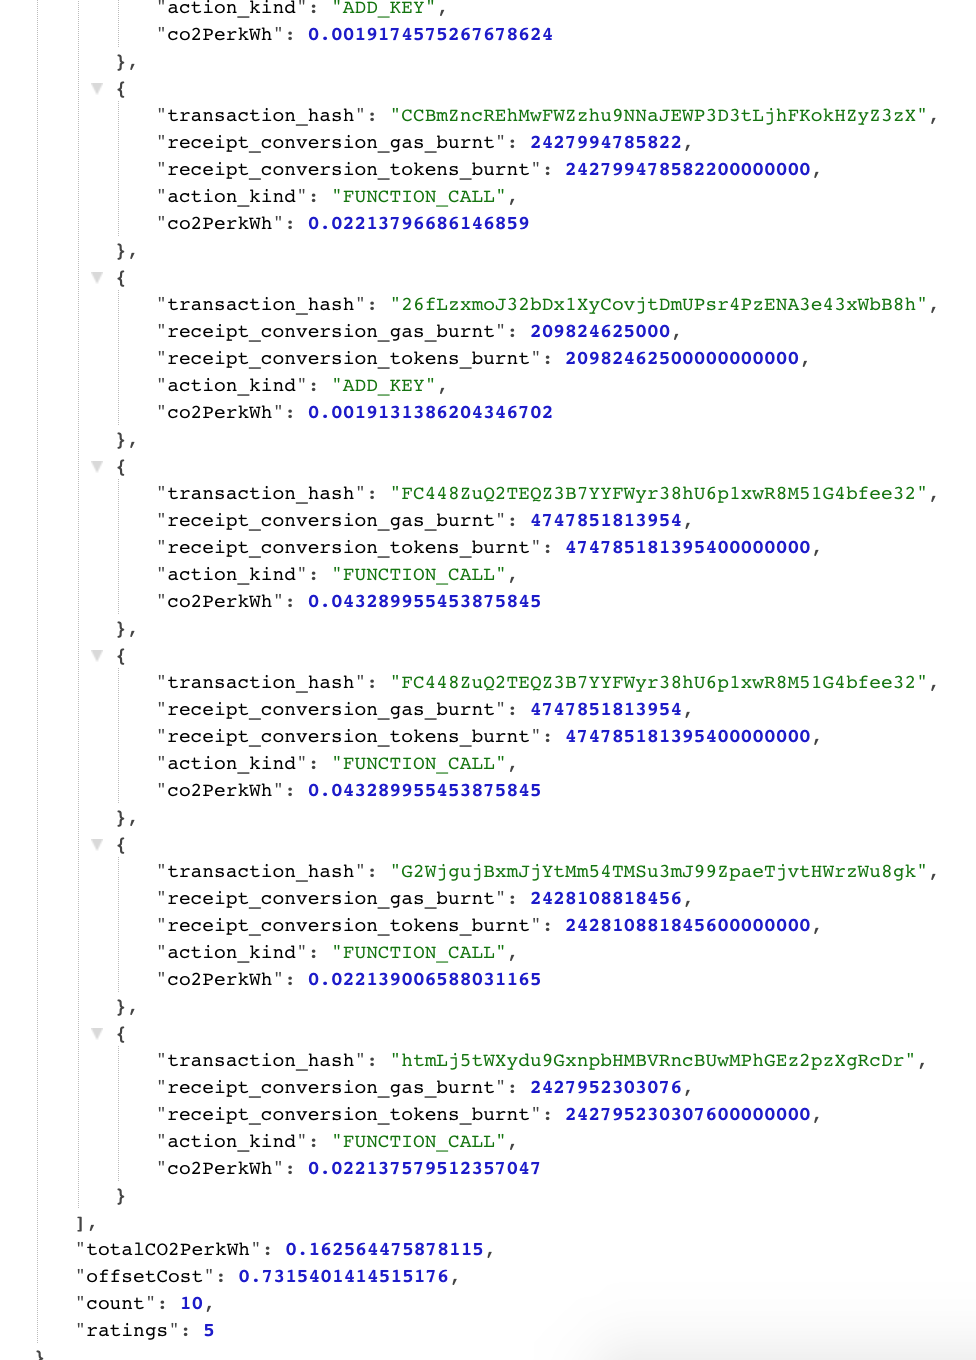 "action_kind": "ADD_KEY",
"co2PerkWh": 0.0019174575267678624
},
{
"transaction_hash": "CCBmZncREhMwFWZzhu9NNaJEWP3D3tLjhFKokHZyZ3zX",
"receipt_conversion_gas_burnt": 2427994785822,
"receipt_conversion_tokens_burnt": 242799478582200000000,
"action_kind": "FUNCTION_CALL",
"co2PerkWh": 0.02213796686146859
},
{
"transaction_hash": "26fLzxmoJ32bDx1XyCovjtDmUPsr4PzENA3e43xWbB8h",
"receipt_conversion_gas_burnt": 209824625000,
"receipt_conversion_tokens_burnt": 20982462500000000000,
"action_kind": "ADD_KEY",
"co2PerkWh": 0.0019131386204346702
},
{
"transaction_hash": "FC448ZuQ2TEQZ3B7YYFWyr38hU6p1xwR8M51G4bfee32",
"receipt_conversion_gas_burnt": 4747851813954,
"receipt_conversion_tokens_burnt": 474785181395400000000,
"action_kind": "FUNCTION_CALL",
"co2PerkWh": 0.043289955453875845
},
{
"transaction_hash": "FC448ZuQ2TEQZ3B7YYFWyr38hU6p1xwR8M51G4bfee32",
"receipt_conversion_gas_burnt": 4747851813954,
"receipt_conversion_tokens_burnt": 474785181395400000000,
"action_kind": "FUNCTION_CALL",
"co2PerkWh": 0.043289955453875845
},
{
"transaction_hash": "G2WjgujBxmJjYtMm54TMSu3mJ99ZpaeTjvtHWrzWu8gk",
"receipt_conversion_gas_burnt": 2428108818456,
"receipt_conversion_tokens_burnt": 242810881845600000000,
"action_kind": "FUNCTION_CALL",
"co2PerkWh": 0.022139006588031165
},
{
"transaction_hash": "htmLj5tWXydu9GxnpbHMBVRncBUwMPhGEz2pzXgRcDr",
"receipt_conversion_gas_burnt": 2427952303076,
"receipt_conversion_tokens_burnt": 242795230307600000000,
"action_kind": "FUNCTION_CALL",
"co2PerkWh": 0.022137579512357047
}
],
"totalCO2PerkWh": 0.162564475878115,
"offsetCost": 0.7315401414515176,
"count": 10,
"ratings": 5
}